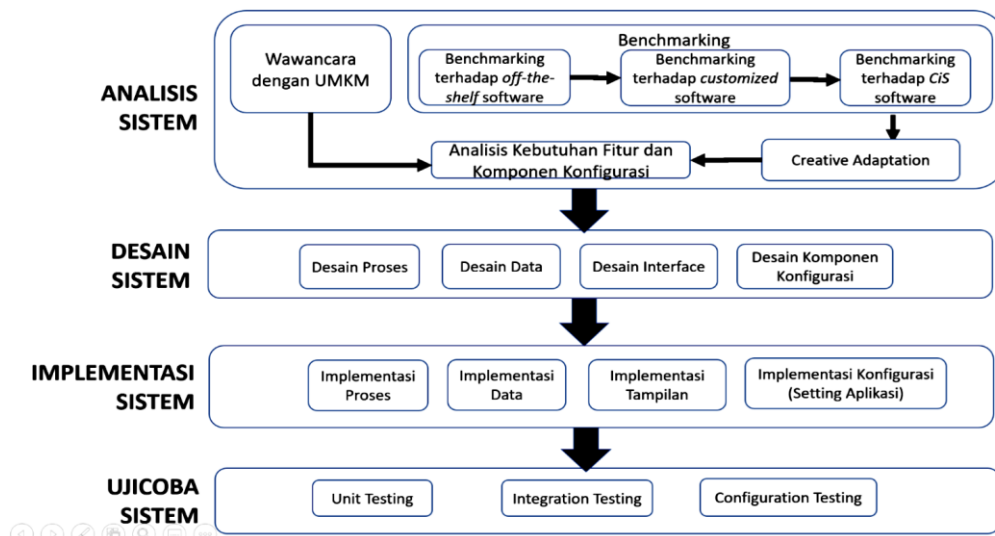 ANALISIS
SISTEM
Wawancara
dengan UMKM
Benchmarking
Benchmarking
terhadap off-the-
shelf software
Benchmarking
terhadap customized
software
Benchmarking
terhadap CiS
software
Analisis Kebutuhan Fitur dan
Komponen Konfigurasi
Creative Adaptation
DESAIN
SISTEM
Desain Proses
Desain Data
Desain Interface
Desain Komponen
Konfigurasi
IMPLEMENTASI
SISTEM
Implementasi
Proses
Implementasi
Data
Implementasi
Tampilan
Implementasi Konfigurasi
(Setting Aplikasi)
UJICOBA
SISTEM
Unit Testing
Integration Testing
Configuration Testing